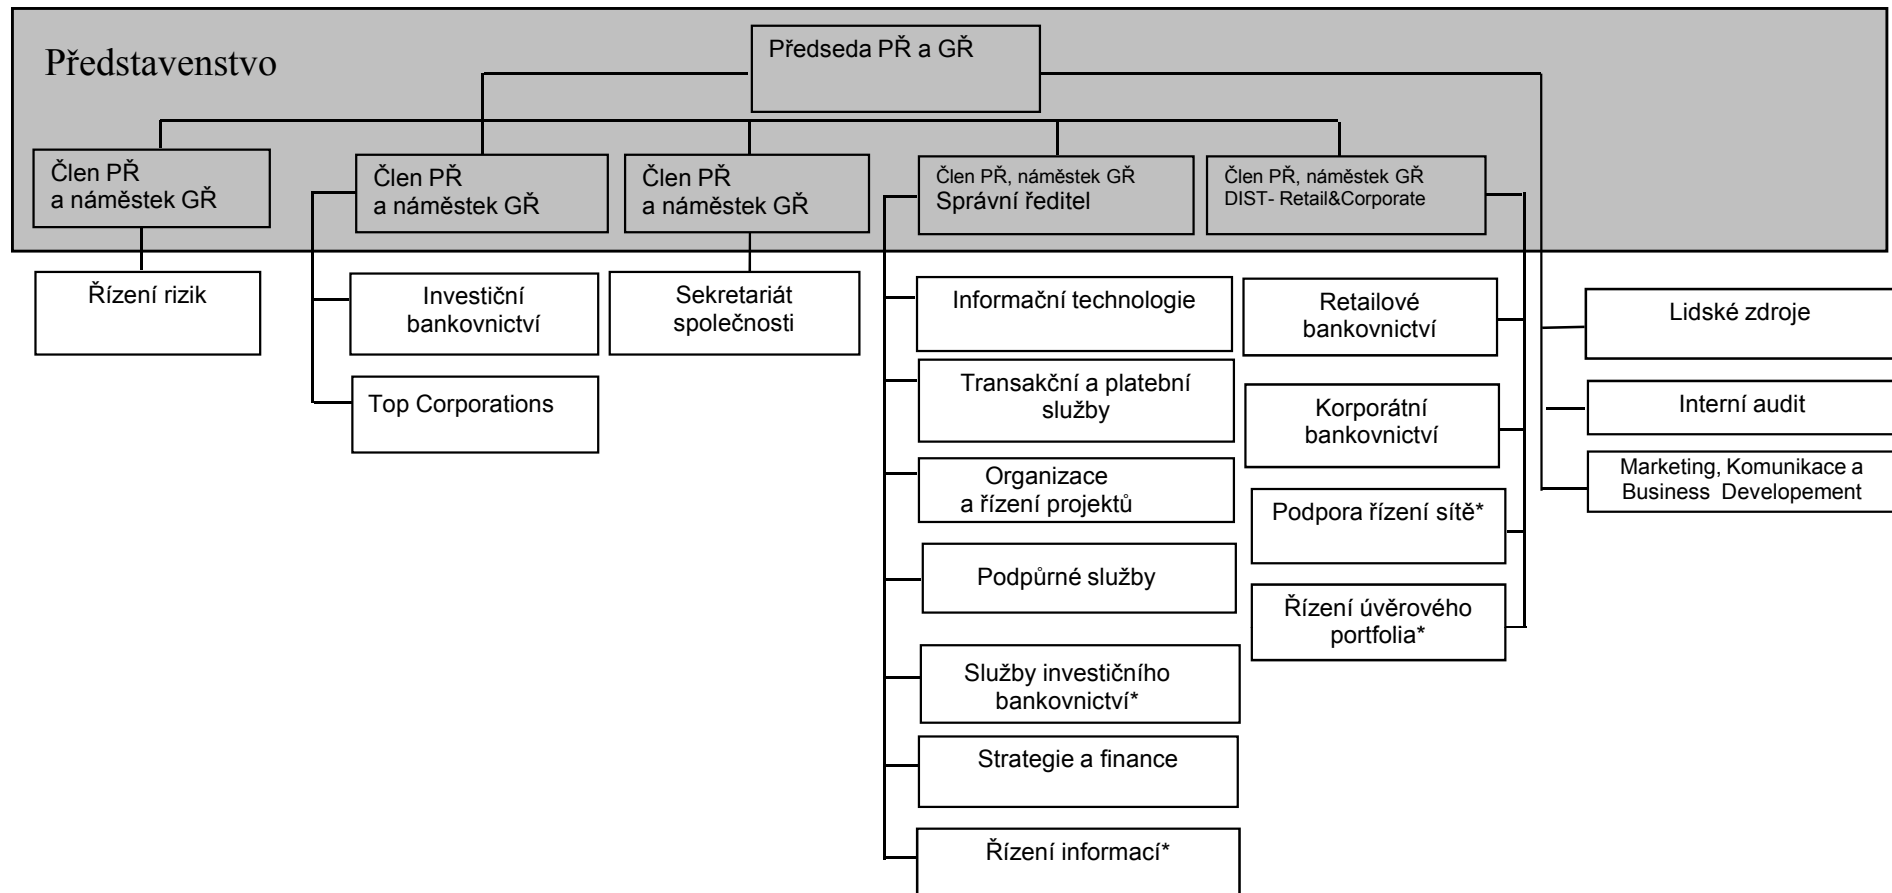 Představenstvo
Předseda PŘ a GŘ
Člen PŘ
a náměstek GŘ
Člen PŘ
a náměstek GŘ
Člen PŘ
a náměstek GŘ
Člen PŘ, náměstek GŘ
Správní ředitel
Člen PŘ, náměstek GŘ
DIST- Retail&Corporate
Řízení rizik
Investiční
bankovnictví
Top Corporations
Sekretariát
společnosti
Informační technologie
Transakční a platební
služby
Organizace
a řízení projektů
Podpůrné služby
Služby investičního
bankovnictví*
Strategie a finance
Řízení informací*
Retailové
bankovnictví
Korporátní
bankovnictví
Podpora řízení sítě*
Řízení úvěrového
portfolia*
Lidské zdroje
Interní audit
Marketing, Komunikace a
Business Developement